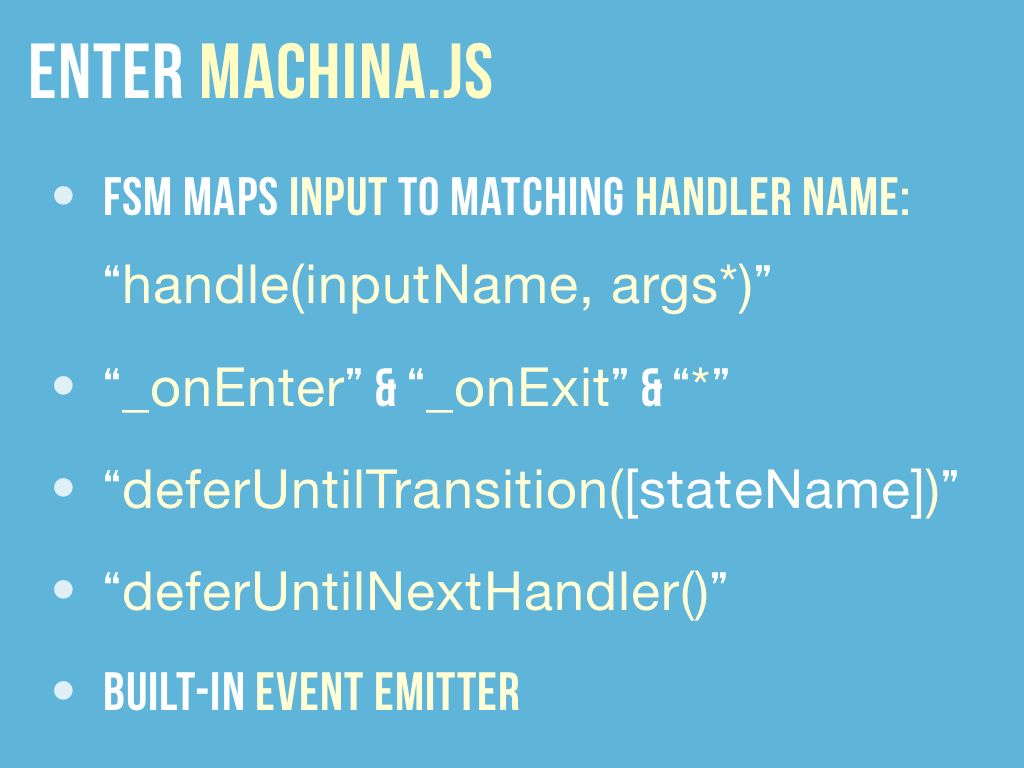 ENTER MACHINA.JS
• FSM MAPS INPUT TO MATCHING HANDLER NAME:
“handle(inputName, args*)”
• “_onEnter” & “_onExit” & “*”
• “deferUntilTransition([stateName])”
• “deferUntilNextHandler()”
• BUILT-IN EVENT EMITTER